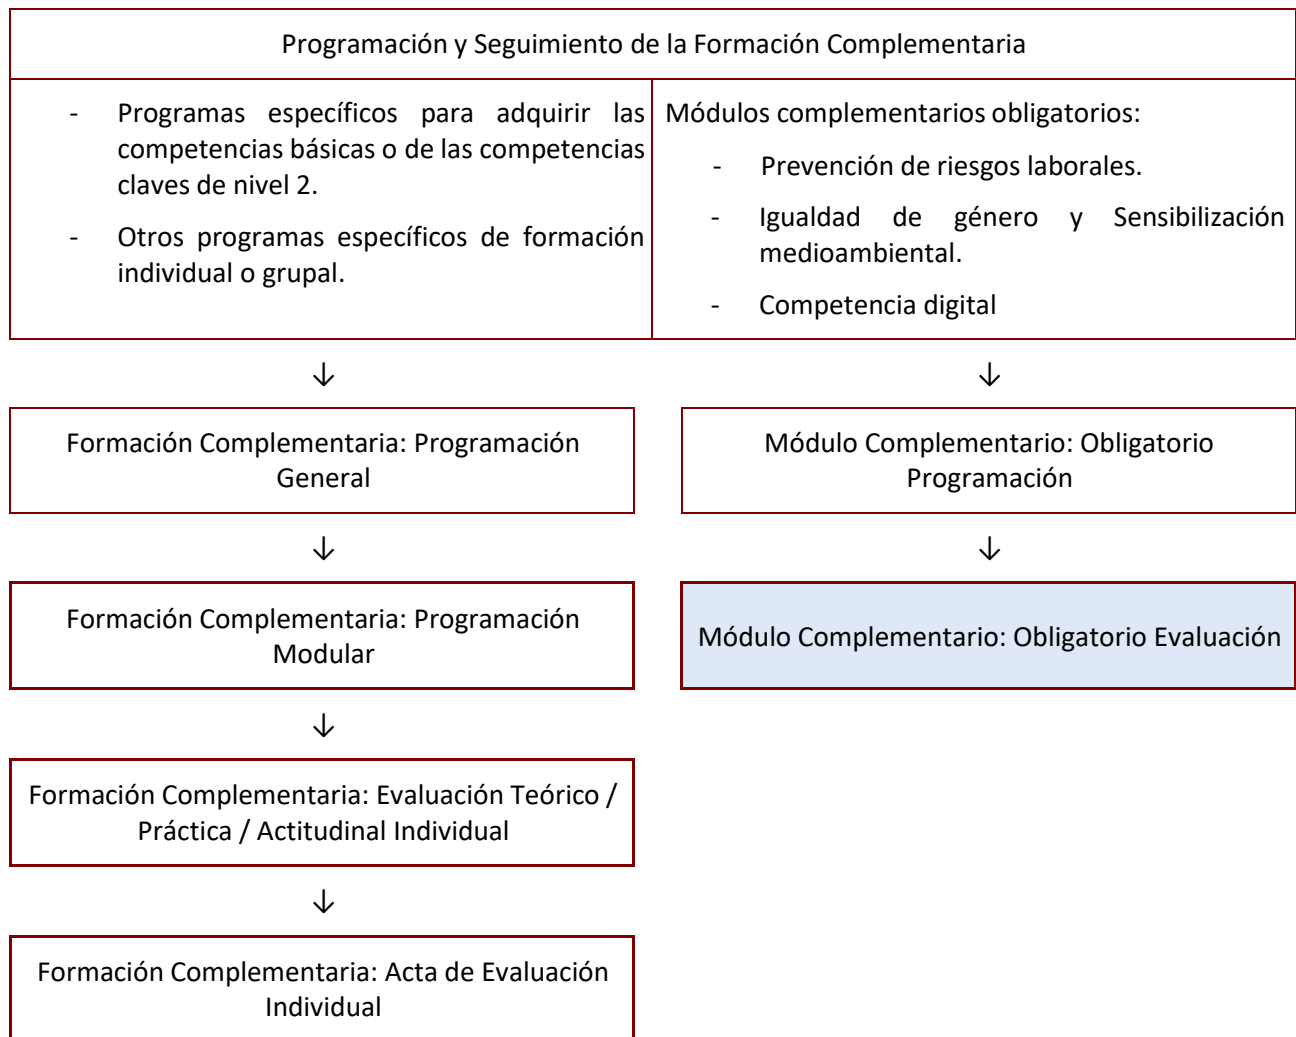 Programación y Seguimiento de la Formación Complementaria
- Programas específicos para adquirir las
competencias básicas o de las competencias
claves de nivel 2.
- Otros programas específicos de formación
individual o grupal.
Módulos complementarios obligatorios:
- Prevención de riesgos laborales.
- Igualdad de género y Sensibilización
medioambiental.
- Competencia digital
↓
↓
Formación Complementaria: Programación
General
Módulo Complementario: Obligatorio
Programación
↓
↓
Formación Complementaria: Programación
Modular
Módulo Complementario: Obligatorio Evaluación
↓
Formación Complementaria: Evaluación Teórico /
Práctica / Actitudinal Individual
↓
Formación Complementaria: Acta de Evaluación
Individual